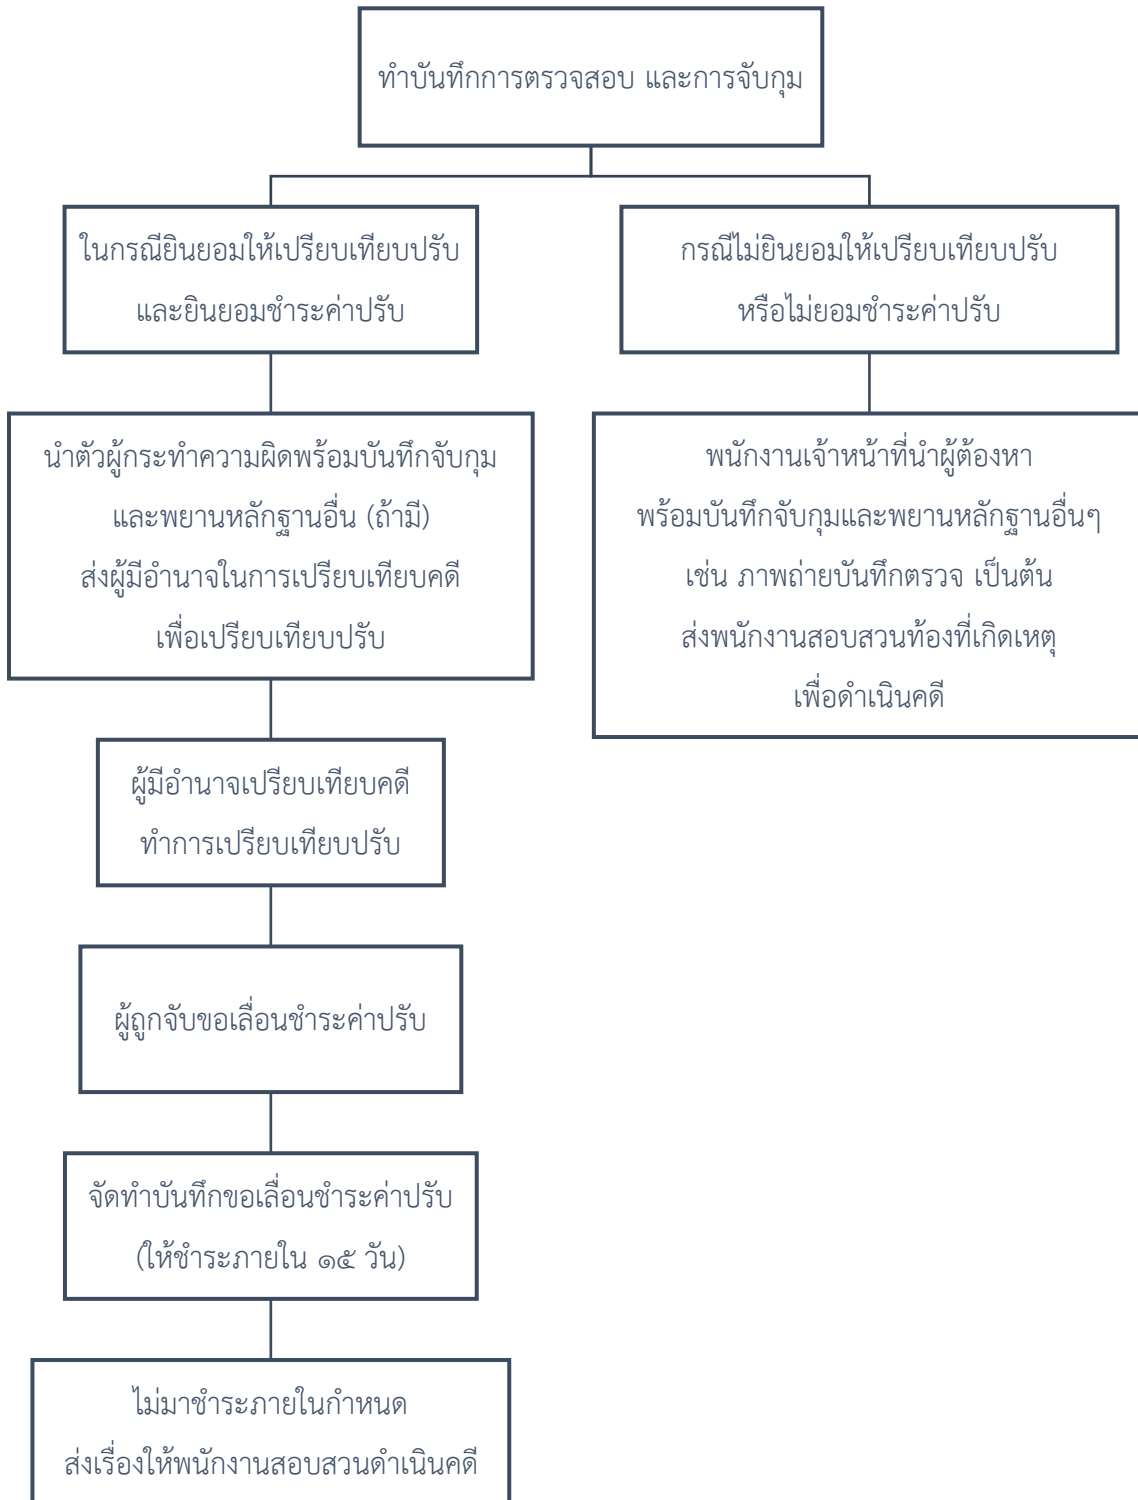 ทำบันทึกการตรวจสอบ และการจับกุม
ในกรณียินยอมให้เปรียบเทียบปรับ
และยินยอมชำระค่าปรับ
กรณีไม่ยินยอมให้เปรียบเทียบปรับ
หรือไม่ยอมชำระค่าปรับ
นำตัวผู้กระทำความผิดพร้อมบันทึกจับกุม
และพยานหลักฐานอื่น (ถ้ามี)
ส่งผู้มีอำนาจในการเปรียบเทียบคดี
เพื่อเปรียบเทียบปรับ
พนักงานเจ้าหน้าที่นำผู้ต้องหา
พร้อมบันทึกจับกุมและพยานหลักฐานอื่นๆ
เช่น ภาพถ่ายบันทึกตรวจ เป็นต้น
ส่งพนักงานสอบสวนท้องที่เกิดเหตุ
เพื่อดำเนินคดี
ผู้มีอำนาจเปรียบเทียบคดี
ทำการเปรียบเทียบปรับ
ผู้ถูกจับขอเลื่อนชำระค่าปรับ
จัดทำบันทึกขอเลื่อนชำระค่าปรับ
(ให้ชำระภายใน ๑๕ วัน)
ไม่มาชำระภายในกำหนด
ส่งเรื่องให้พนักงานสอบสวนดำเนินคดี